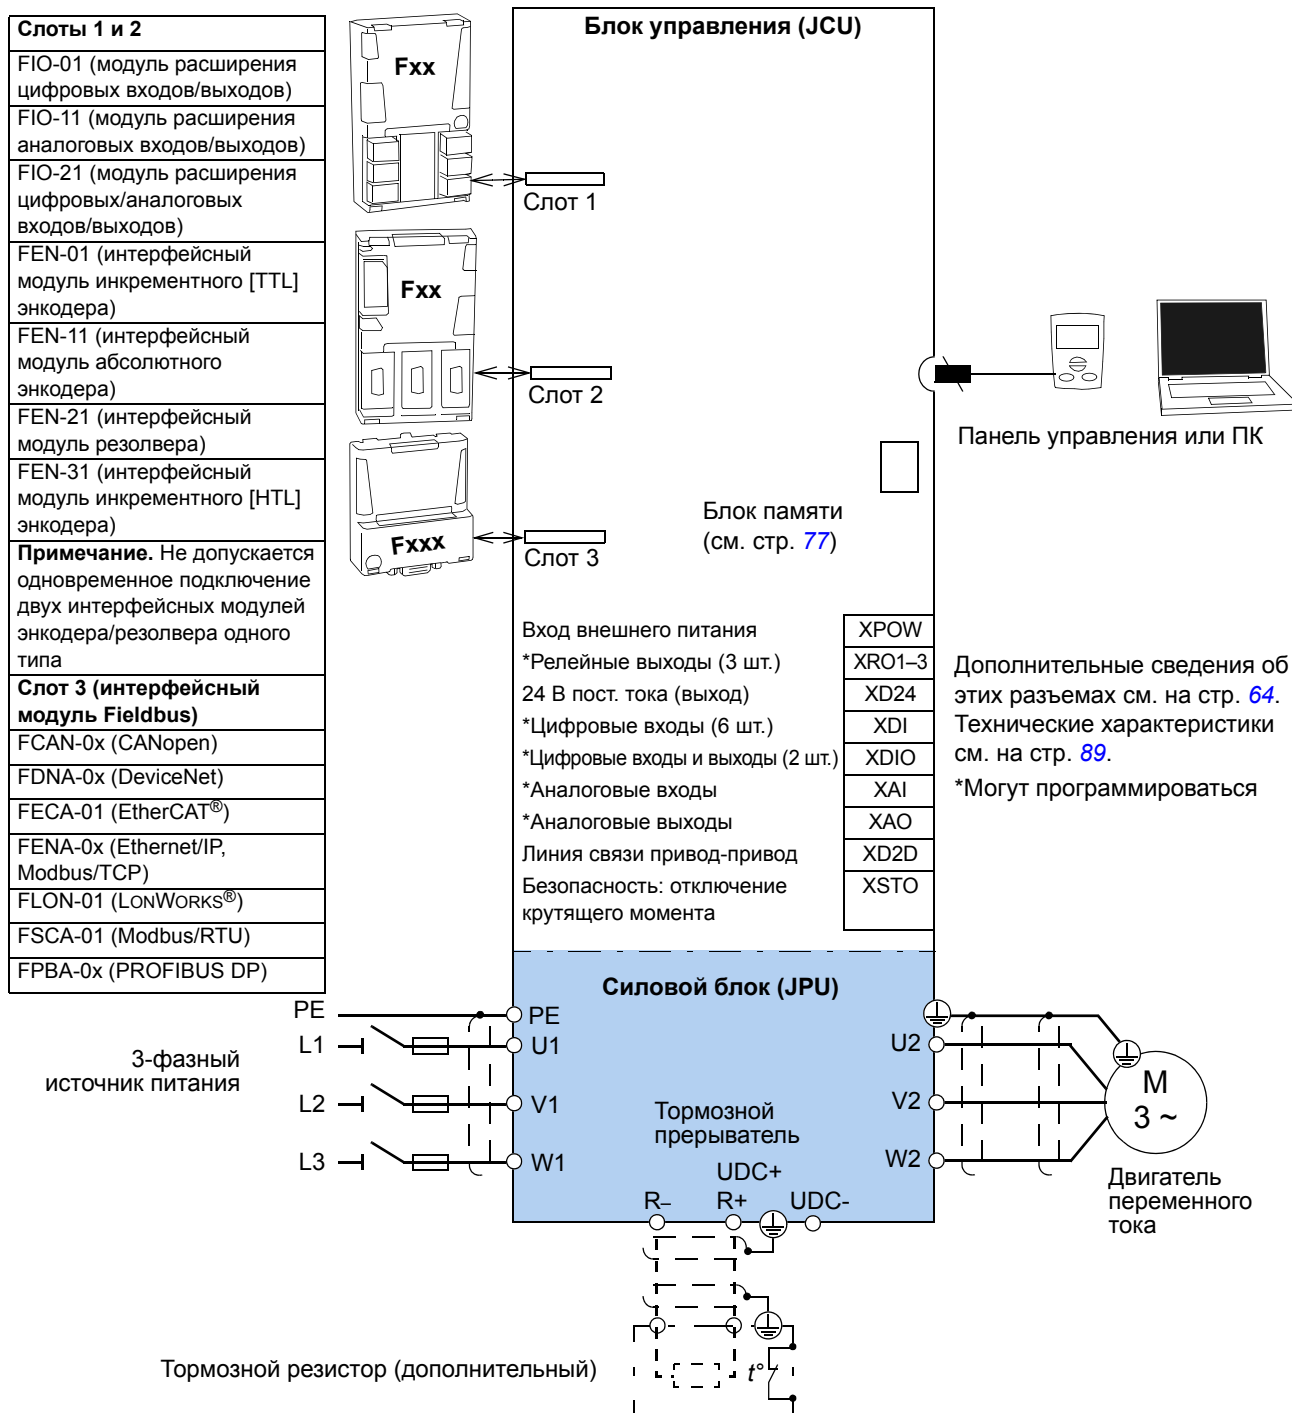 Слоты 1 и 2
FIO-01 (модуль расширения
цифровых входов/выходов)
FIO-11 (модуль расширения
аналоговых входов/выходов)
FIO-21 (модуль расширения
цифровых/аналоговых
входов/выходов)
FEN-01 (интерфейсный
модуль инкрементного [TTL]
энкодера)
FEN-11 (интерфейсный
модуль абсолютного
энкодера)
FEN-21 (интерфейсный
модуль резолвера)
FEN-31 (интерфейсный
модуль инкрементного [HTL]
энкодера)
Примечание. Не допускается
одновременное подключение
двух интерфейсных модулей
энкодера/резолвера одного
типа
Слот 3 (интерфейсный
модуль Fieldbus)
FCAN-0x (CANopen)
FDNA-0x (DeviceNet)
FECA-01 (EtherCAT®)
FENA-0x (Ethernet/IP,
Modbus/TCP)
FLON-01 (LONWORKS®)
FSCA-01 (Modbus/RTU)
FPBA-0x (PROFIBUS DP)
Fxx
Fxx
Fxxx
Блок управления (JCU)
Слот 1
Слот 2
Слот 3
Панель управления или ПК
Блок памяти
(см. стр. 77)
Вход внешнего питания XPOW
*Релейные выходы (3 шт.) XRO1–3
24 В пост. тока (выход) XD24
*Цифровые входы (6 шт.) XDI
*Цифровые входы и выходы (2 шт.) XDIO
*Аналоговые входы XAI
*Аналоговые выходы XAO
Линия связи привод-привод XD2D
Безопасность: отключение XSTO
крутящего момента
Дополнительные сведения об
этих разъемах см. на стр. 64.
Технические характеристики
см. на стр. 89.
*Могут программироваться
Силовой блок (JPU)
PE PE
L1 U1 U2
3-фазный
источник питания
L2 V1 V2
L3 W1 W2
Тормозной
прерыватель
UDC+
R– R+ UDC-
M
3 ~
Двигатель
переменного
тока
Тормозной резистор (дополнительный)
t°